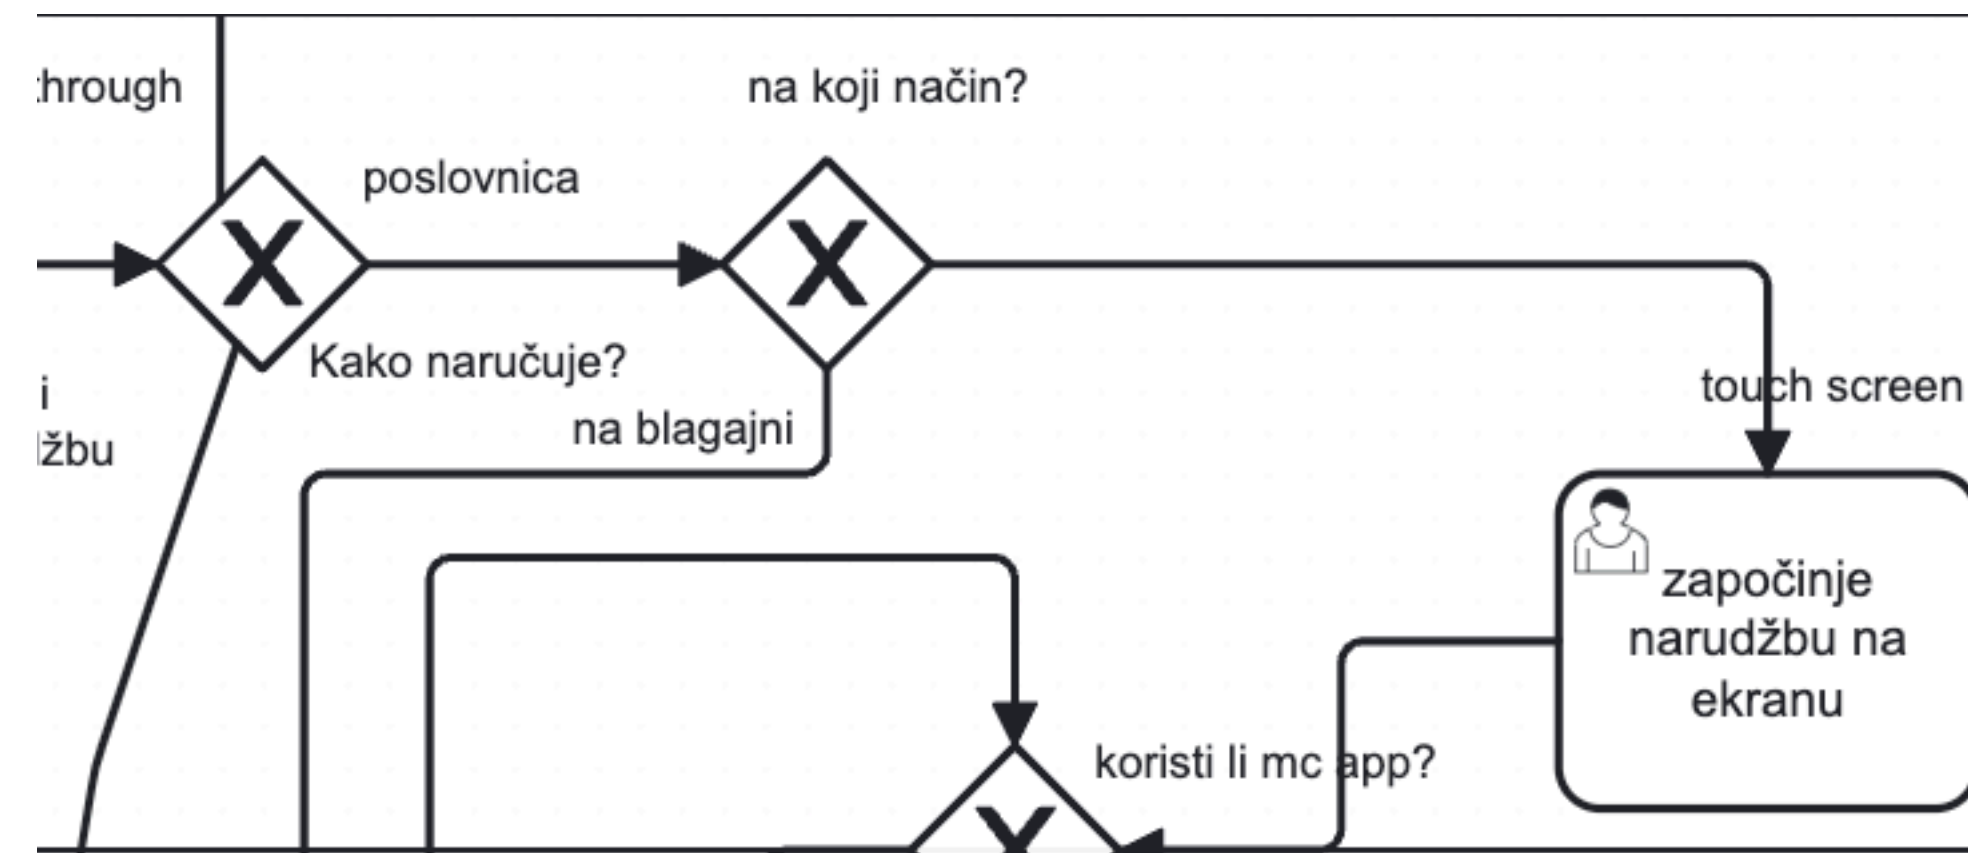 through
na koji način?
poslovnica
Kako naručuje?
touch screen
i
na blagajni
džbu
započinje
narudžbu na
ekranu
koristi li mc app?